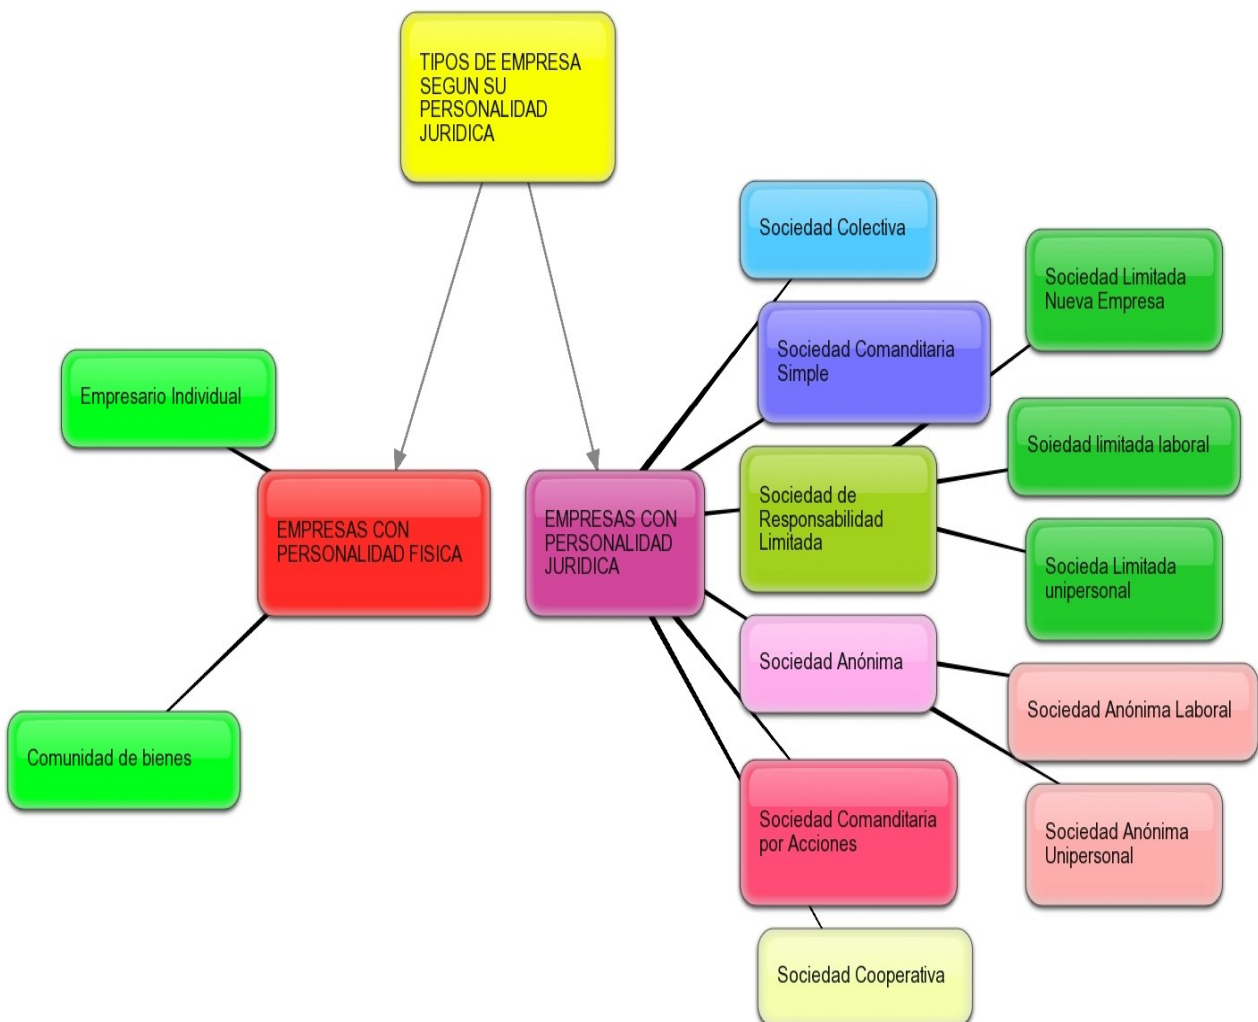 TIPOS DE EMPRESA
SEGUN SU
PERSONALIDAD
JURIDICA
Empresario Individual
EMPRESAS CON
PERSONALIDAD FISICA
Comunidad de bienes
EMPRESAS CON
PERSONALIDAD
JURIDICA
Sociedad Colectiva
Sociedad Comanditaria
Simple
Sociedad de
Responsabilidad
Limitada
Sociedad Limitada
Nueva Empresa
Soiedad limitada laboral
Socieda Limitada
unipersonal
Sociedad Anónima
Sociedad Anónima Laboral
Sociedad Anónima
Unipersonal
Sociedad Comanditaria
por Acciones
Sociedad Cooperativa